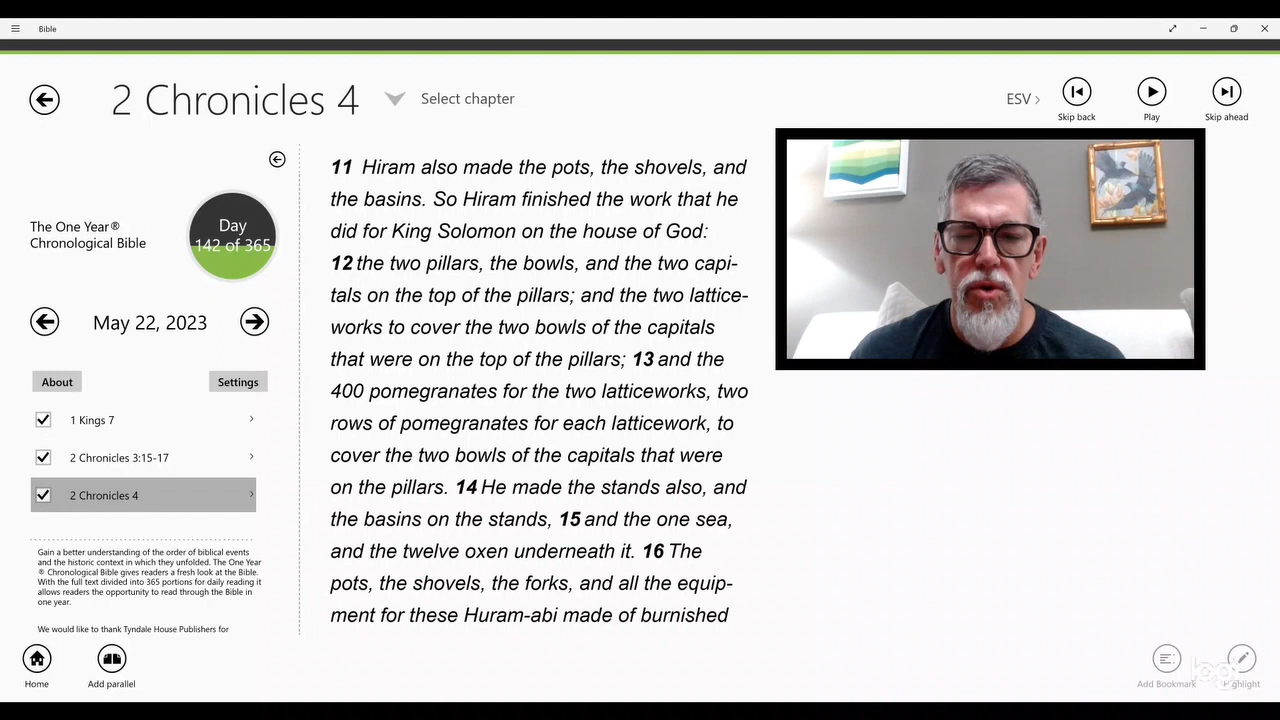 Bible
2 Chronicles 4
Select chapter
ESV
Skip back
Play
Skip ahead
The One Year®
Chronological Bible
Day
142 of 365
May 22, 2023
About
Settings
1 Kings 7
2 Chronicles 3:15-17
2 Chronicles 4
Gain a better understanding of the order of biblical events
and the historic context in which they unfolded. The One Year
® Chronological Bible gives readers a fresh look at the Bible.
With the full text divided into 365 portions for daily reading it
allows readers the opportunity to read through the Bible in
one year.
We would like to thank Tyndale House Publishers for
11 Hiram also made the pots, the shovels, and
the basins. So Hiram finished the work that he
did for King Solomon on the house of God:
12 the two pillars, the bowls, and the two capi-
tals on the top of the pillars; and the two lattice-
works to cover the two bowls of the capitals
that were on the top of the pillars; 13 and the
400 pomegranates for the two latticeworks, two
rows of pomegranates for each latticework, to
cover the two bowls of the capitals that were
on the pillars. 14 He made the stands also, and
the basins on the stands, 15 and the one sea,
and the twelve oxen underneath it. 16 The
pots, the shovels, the forks, and all the equip-
ment for these Huram-abi made of burnished
Home
Add parallel
Add Bookmark
Highlight
logi